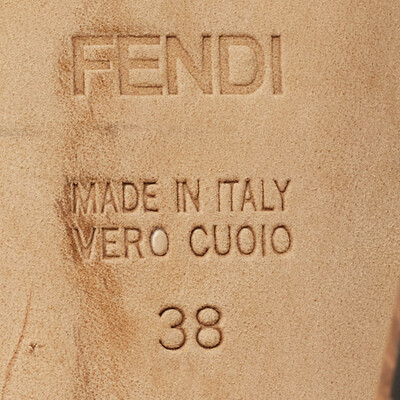 FENDI
MADE IN ITALY
VERO CUOIO
38